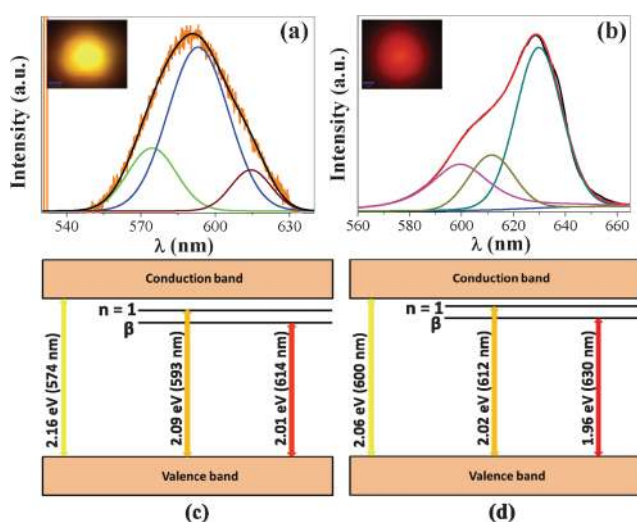 (a)
Intensity (a.u.)
540 570 600 630
λ (nm)
(b)
Intensity (a.u.)
560 580 600 620 640 660
λ (nm)
Conduction band
n = 1
β
2.16 eV (574 nm)
2.09 eV (593 nm)
2.01 eV (614 nm)
Valence band
(c)
Conduction band
n = 1
β
2.06 eV (600 nm)
2.02 eV (612 nm)
1.96 eV (630 nm)
Valence band
(d)